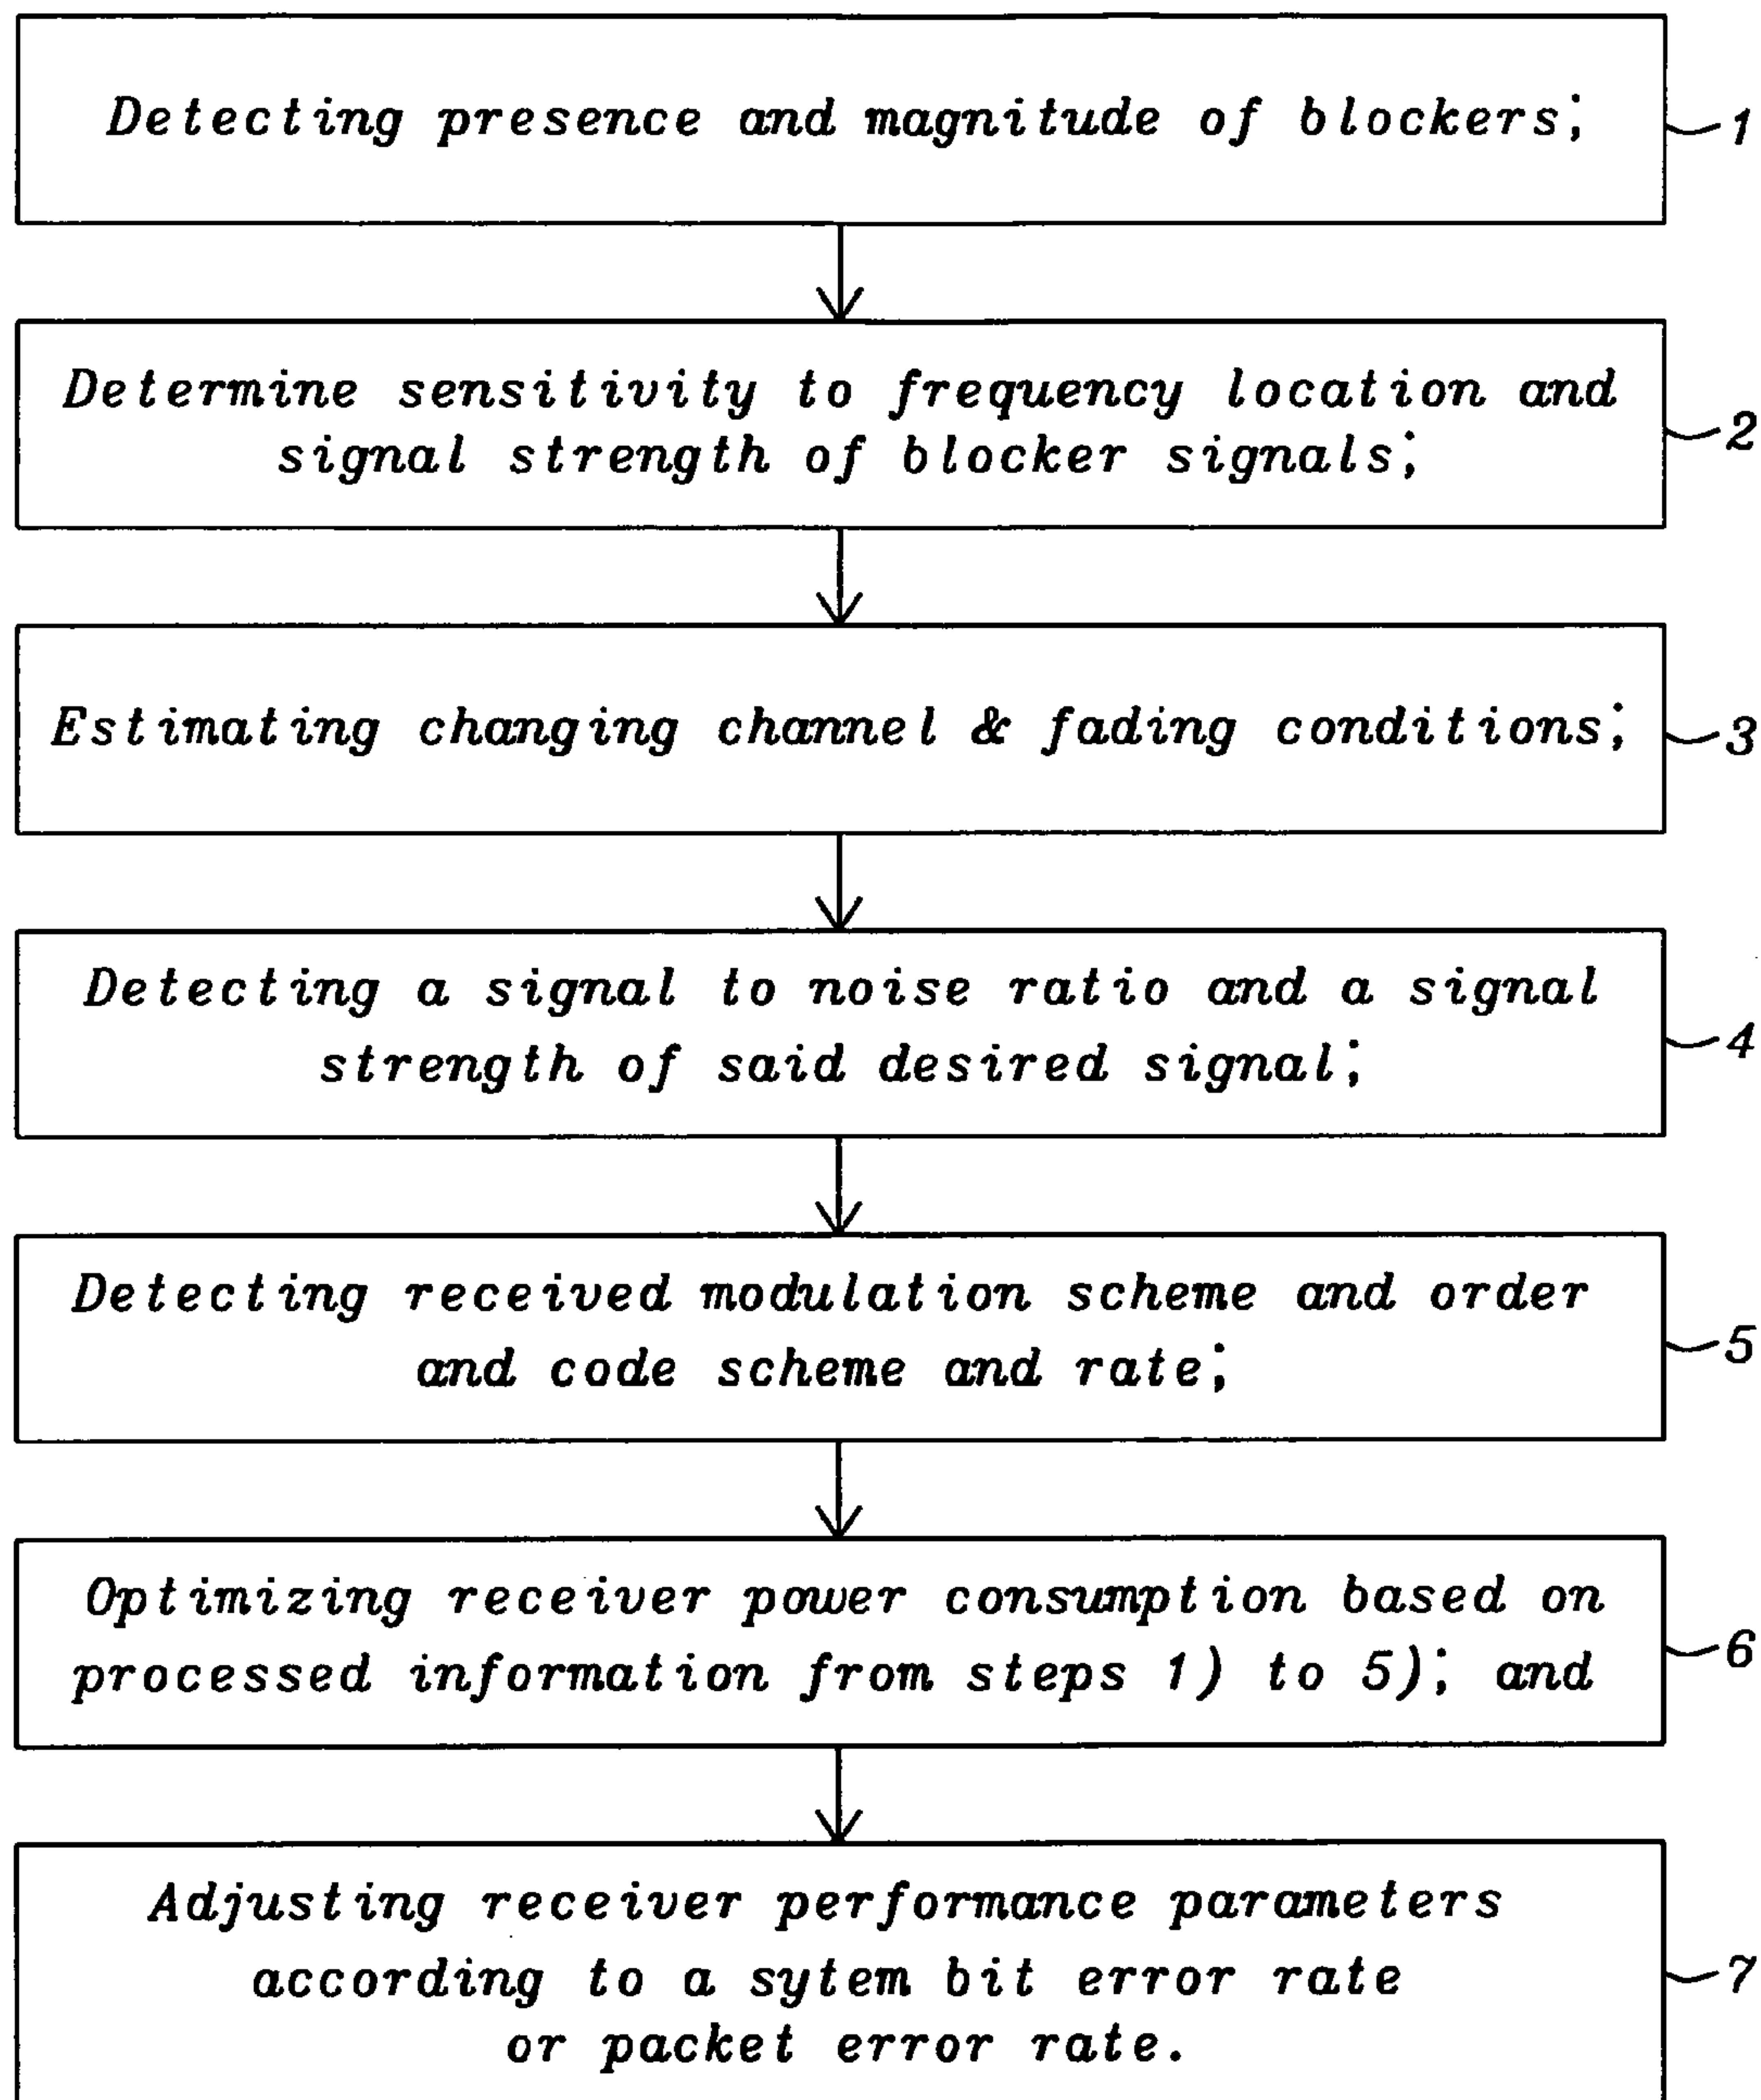 Detecting presence and magnitude of blockers;
1
Determine sensitivity to frequency location and
signal strength of blocker signals;
2
Estimating changing channel & fading conditions;
3
Detecting a signal to noise ratio and a signal
strength of said desired signal;
4
Detecting received modulation scheme and order
and code scheme and rate;
5
Optimizing receiver power consumption based on
processed information from steps 1) to 5); and
6
Adjusting receiver performance parameters
according to a sytem bit error rate
or packet error rate.
7